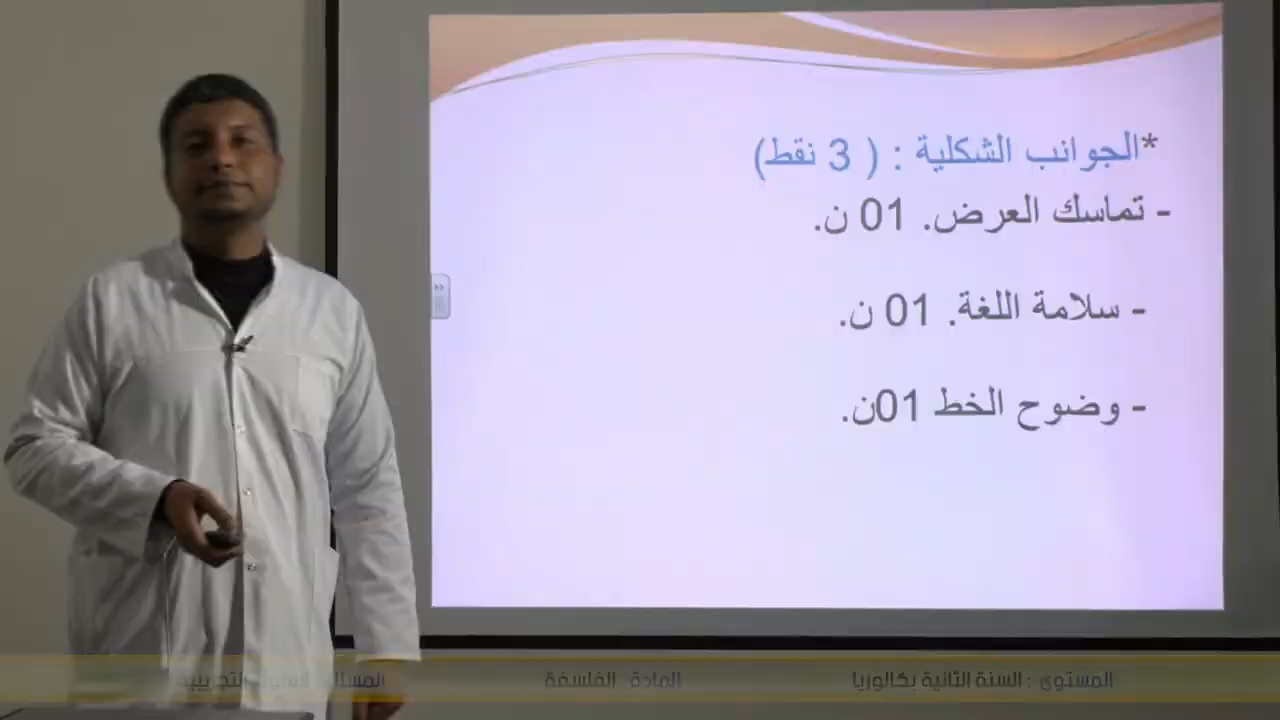 *الجوانب الشكلية : ( 3 نقط)
- تماسك العرض. 01 ن.
- سلامة اللغة. 01 ن.
- وضوح الخط 01ن.
المستوى : السنة الثانية بكالوريا المادة: الفلسفة